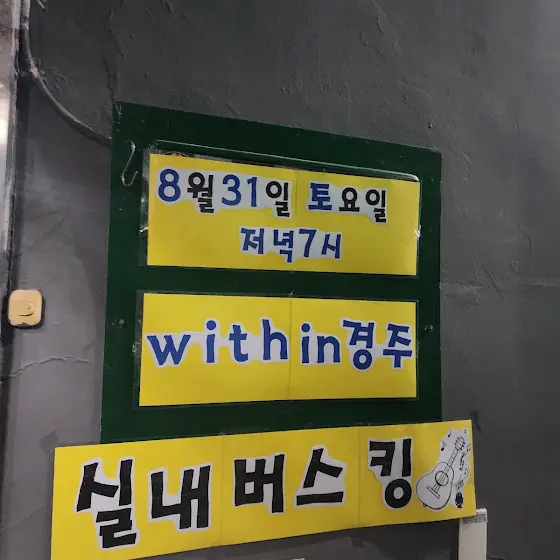 8월31일 토요일
저녁7시
within경주
실내버스킹